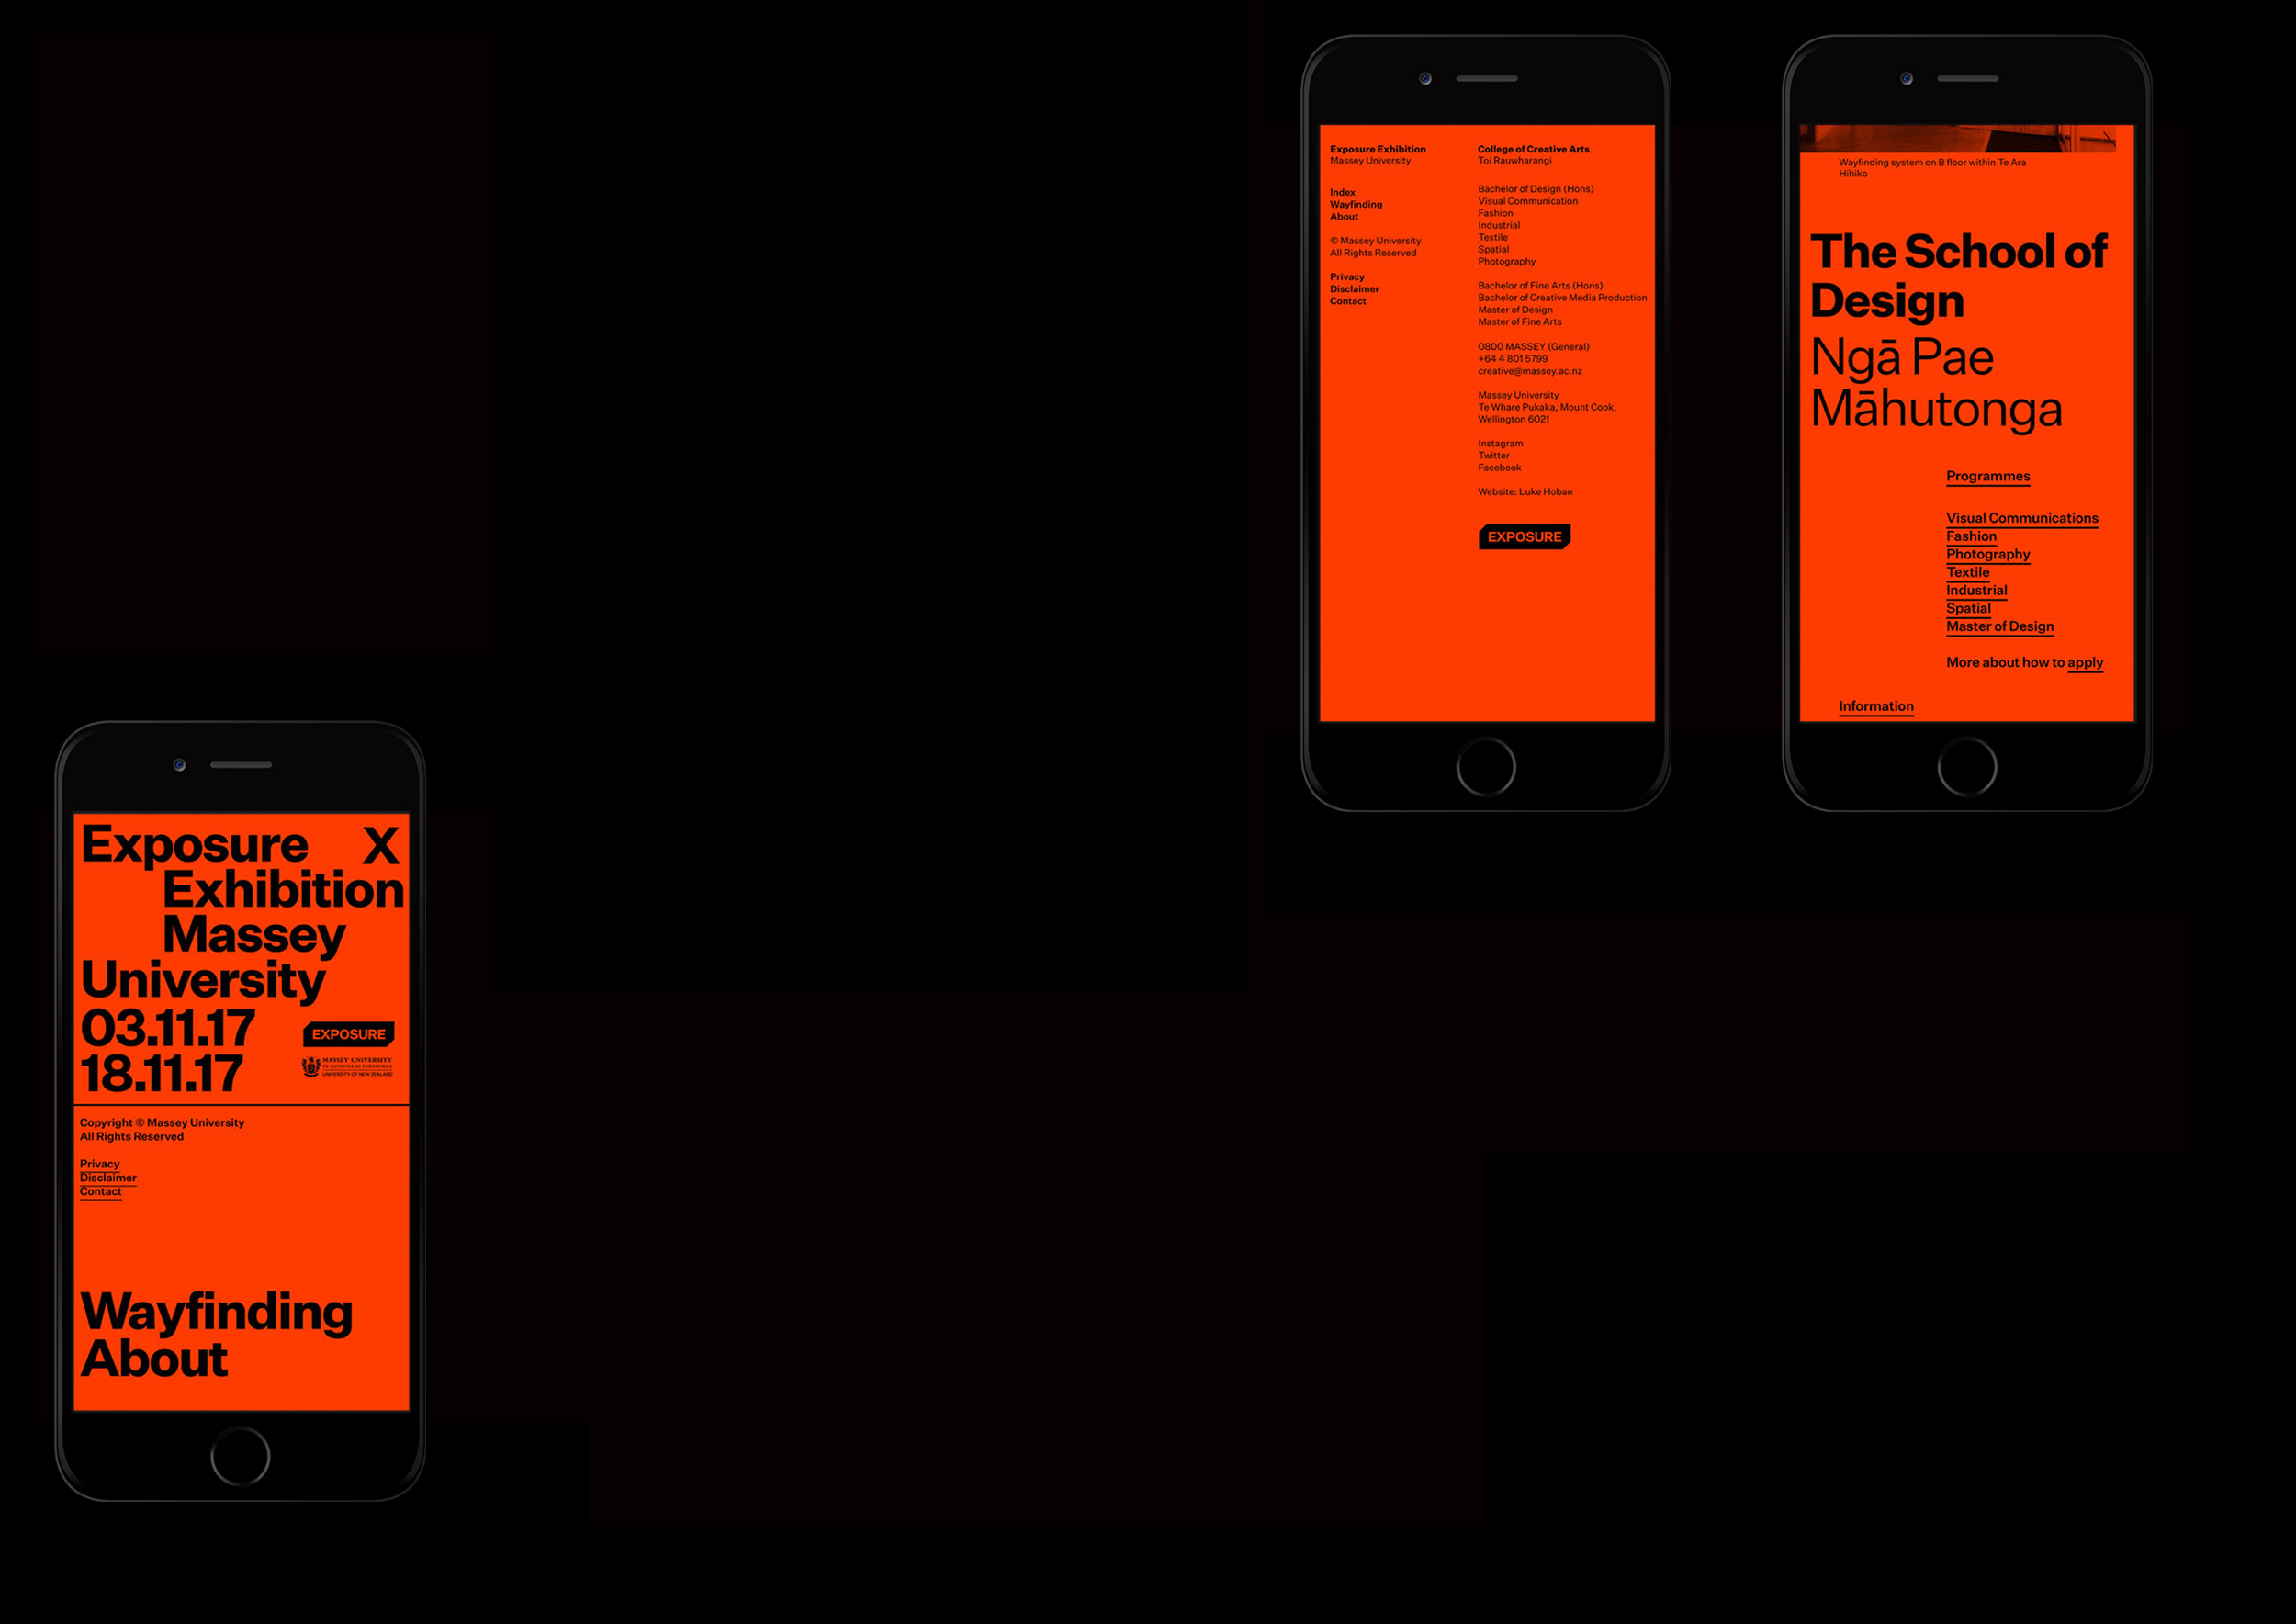 Exposure Exhibition
Massey University
Index
Wayfinding
About
© Massey University
All Rights Reserved
Privacy
Disclaimer
Contact
College of Creative Arts
Toi Rauwharangi
Bachelor of Design (Hons)
Visual Communication
Fashion
Industrial
Textile
Spatial
Photography
Bachelor of Fine Arts (Hons)
Bachelor of Creative Media Production
Master of Design
Master of Fine Arts
0800 MASSEY (General)
+64 4 801 5799
creative@massey.ac.nz
Massey University
Te Whare Pukaka, Mount Cook,
Wellington 6021
Instagram
Twitter
Facebook
Website: Luke Hoban
EXPOSURE
Wayfinding system on B floor within Te Ara
Hihiko
The School of
Design
Ngā Pae
Māhutonga
Programmes
Visual Communications
Fashion
Photography
Textile
Industrial
Spatial
Master of Design
More about how to apply
Information
Exposure X
Exhibition
Massey
University
03.11.17
18.11.17
EXPOSURE
MASSEY UNIVERSITY
TE KUNENGA KI PUREHUROA
UNIVERSITY OF NEW ZEALAND
Copyright © Massey University
All Rights Reserved
Privacy
Disclaimer
Contact
Wayfinding
About